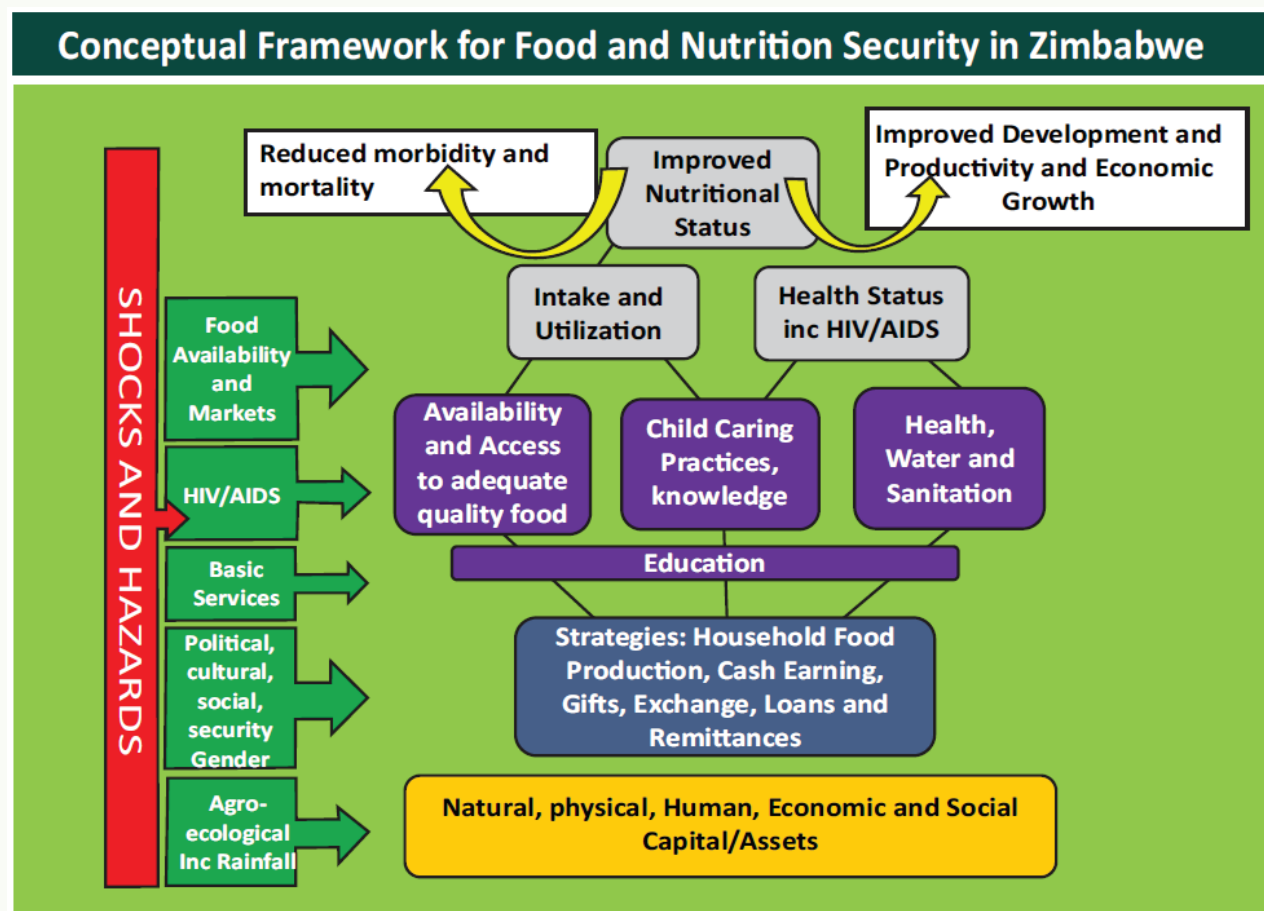 Conceptual Framework for Food and Nutrition Security in Zimbabwe
Reduced morbidity and
mortality
Improved
Nutritional
Status
Improved Development and
Productivity and Economic
Growth
SHOCKS AND HAZARDS
Intake and
Utilization
Health Status
inc HIV/AIDS
Food
Availability
and
Markets
Availability
and Access
to adequate
quality food
Child Caring
Practices,
knowledge
Health,
Water and
Sanitation
HIV/AIDS
Education
Basic
Services
Political,
cultural,
social,
security
Gender
Strategies: Household Food
Production, Cash Earning,
Gifts, Exchange, Loans and
Remittances
Agro-
ecological
Inc Rainfall
Natural, physical, Human, Economic and Social
Capital/Assets